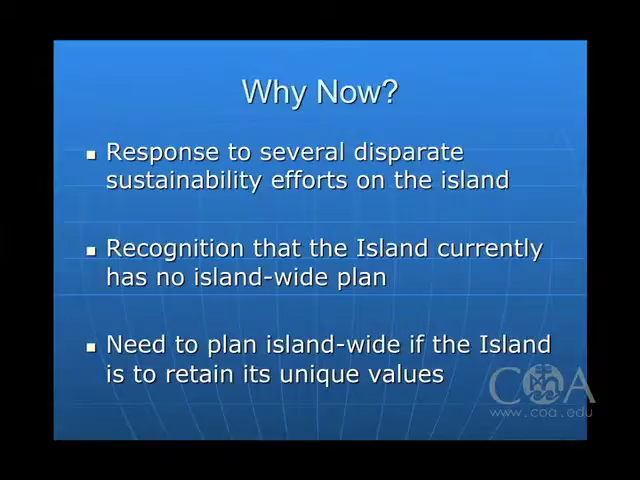 Why Now?
Response to several disparate
sustainability efforts on the island
Recognition that the Island currently
has no island-wide plan
Need to plan island-wide if the Island
is to retain its unique values
COA
www.coa.edu